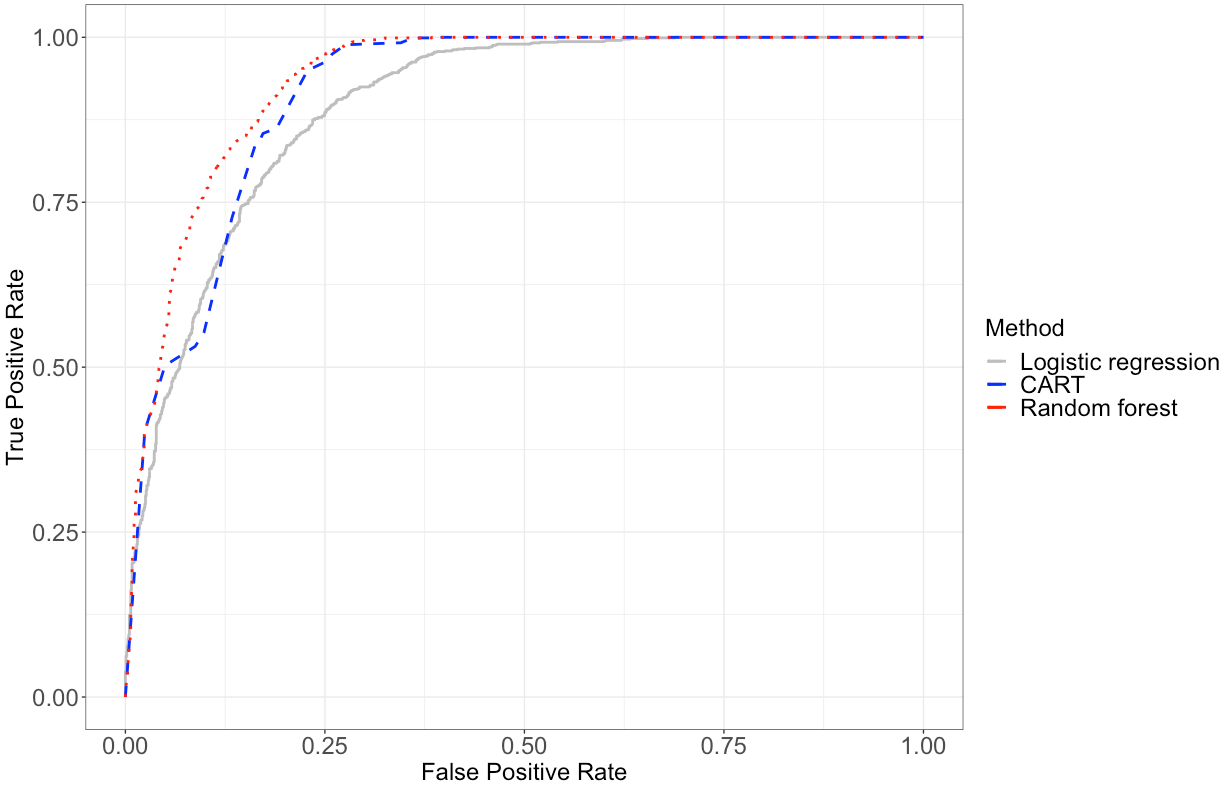 1.00
0.75
0.50
0.25
0.00
True Positive Rate
0.00 0.25 0.50 0.75 1.00
False Positive Rate
Method
Logistic regression
CART
Random forest